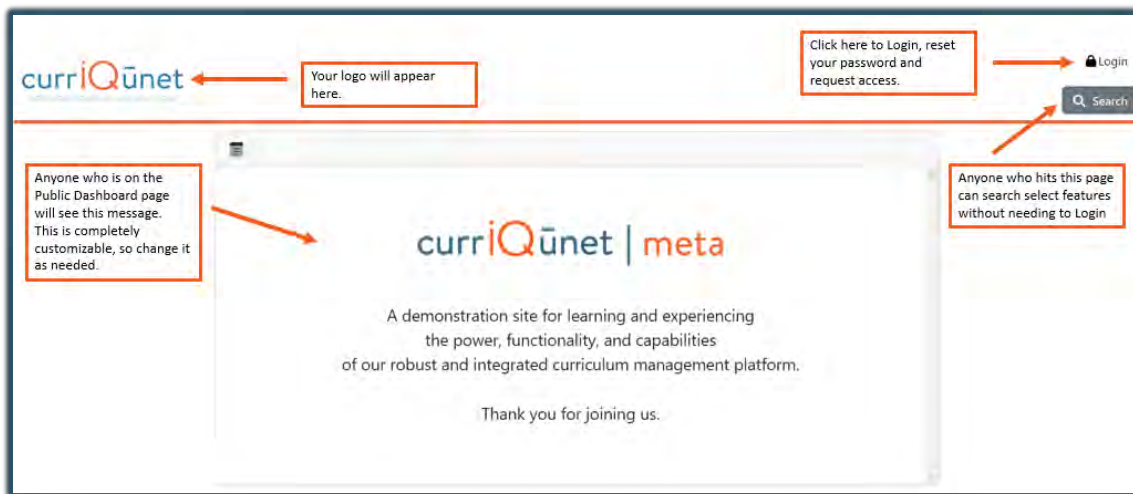 Click here to Login, reset
your password and
request access.
Login
currIQūnet
Your logo will appear
here.
Search
Anyone who is on the
Public Dashboard page
will see this message.
This is completely
customizable, so change it
as needed.
Anyone who hits this page
can search select features
without needing to Login
currIQūnet | meta
A demonstration site for learning and experiencing
the power, functionality, and capabilities
of our robust and integrated curriculum management platform.
Thank you for joining us.